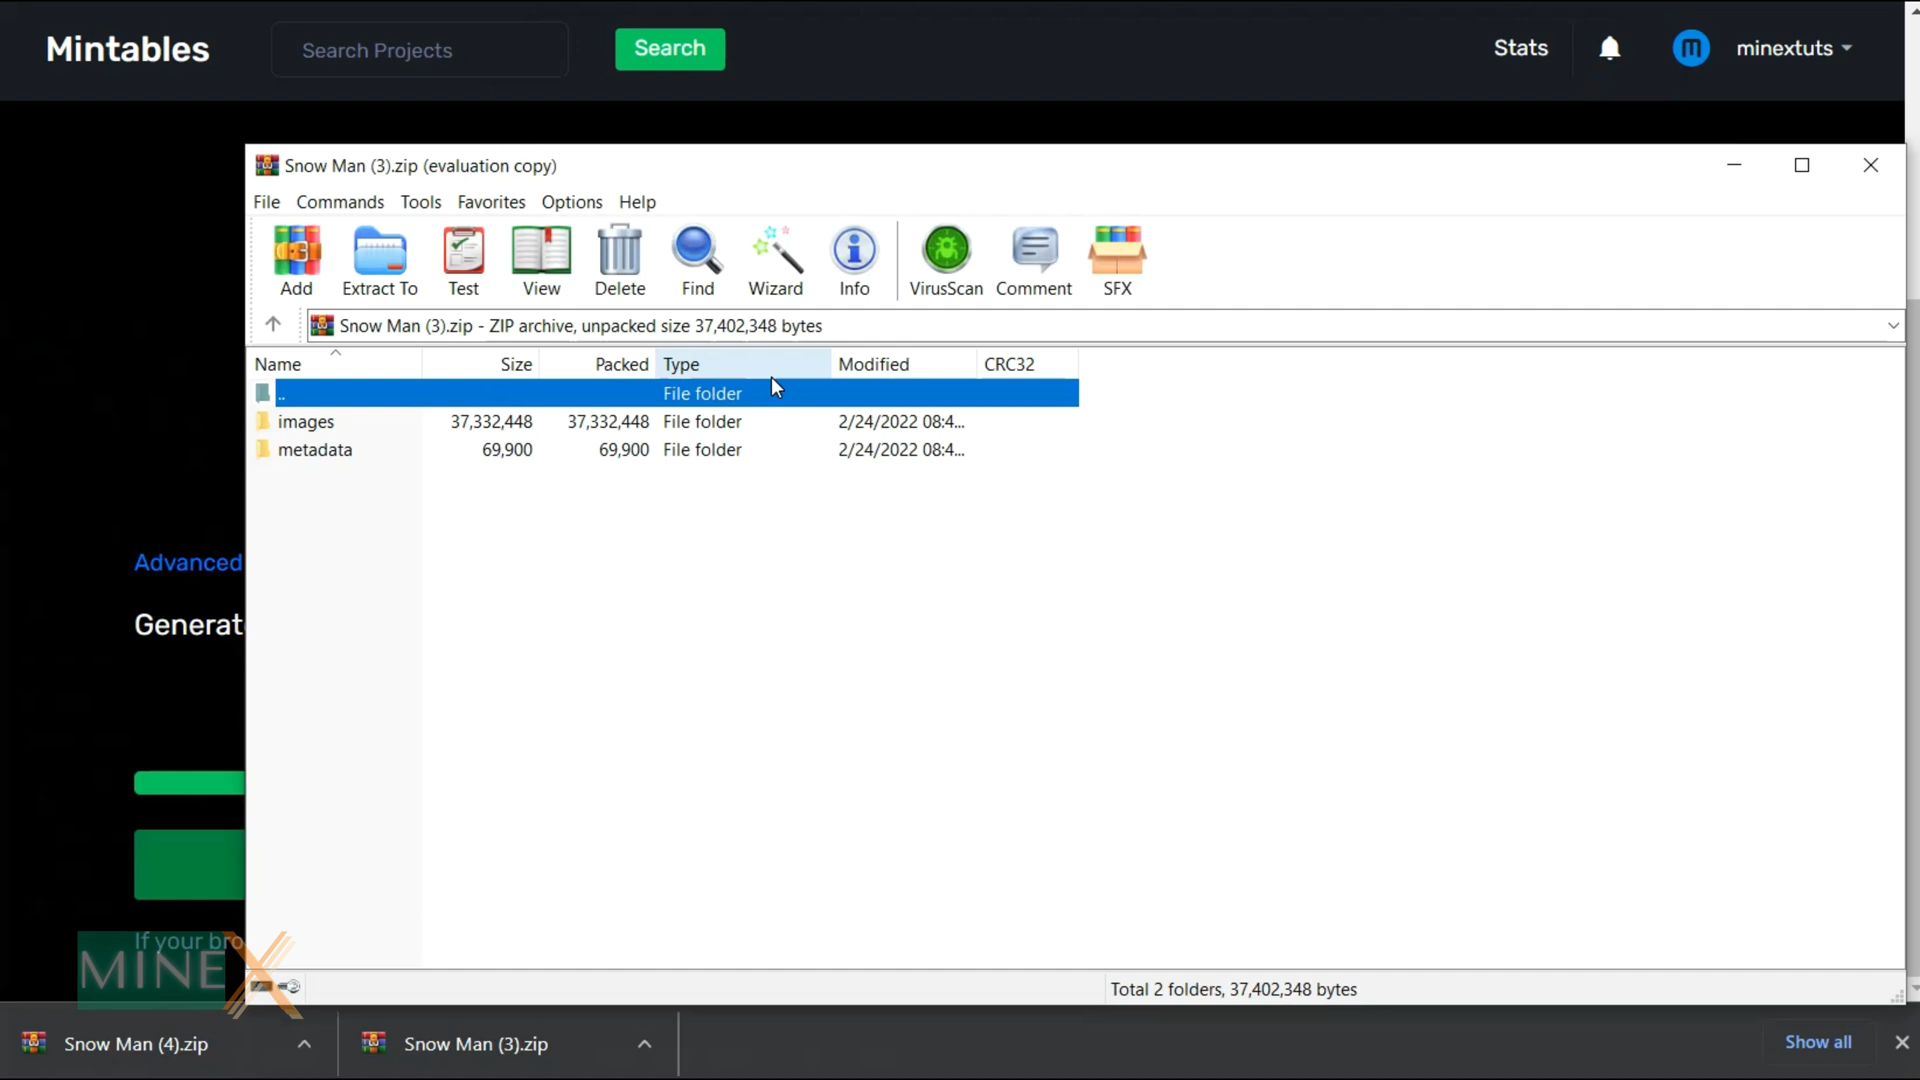 Mintables
Search Projects
Search
Stats
m
minextuts
Snow Man (3).zip (evaluation copy)
File Commands Tools Favorites Options Help
Add Extract To Test View Delete Find Wizard Info VirusScan Comment SFX
Snow Man (3).zip - ZIP archive, unpacked size 37,402,348 bytes
Name Size Packed Type Modified CRC32
.. File folder
images 37,332,448 37,332,448 File folder 2/24/2022 08:4...
metadata 69,900 69,900 File folder 2/24/2022 08:4...
Advanced
Generat
If your bro
MINEX
Total 2 folders, 37,402,348 bytes
Snow Man (4).zip
Snow Man (3).zip
Show all